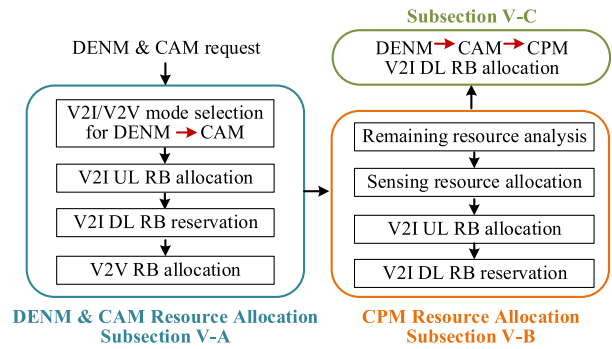 DENM & CAM request
V2I/V2V mode selection
for DENM → CAM
V2I UL RB allocation
V2I DL RB reservation
V2V RB allocation
DENM & CAM Resource Allocation
Subsection V-A
Subsection V-C
DENM → CAM → CPM
V2I DL RB allocation
Remaining resource analysis
Sensing resource allocation
V2I UL RB allocation
V2I DL RB reservation
CPM Resource Allocation
Subsection V-B